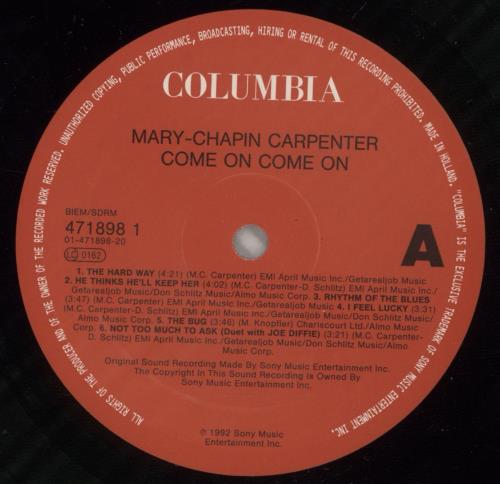 ALL RIGHTS OF THE PRODUCER AND OF THE OWNER OF THE RECORDED WORK RESERVED. UNAUTHORIIZED COPYING, PUBLIC PERFORMANCE, BROADCASTING, HIRING OR RENTAL OF THIS RECORDING PROHIBITED. MADE IN HOLLAND. "COLUMBIA" IS THE EXCLUSIVE TRADEMARK OF SONY MUSIC ENTERTAINMENT INC.
COLUMBIA
MARY-CHAPIN CARPENTER
COME ON COME ON
BIEM/SDRM
471898 1
01-471898-20
LC 0162
A
1. THE HARD WAY (4:21) (M.C. Carpenter) EMI April Music Inc./Getarealjob Music
2. HE THINKS HE'LL KEEP HER (4:02) (M.C. Carpenter-D. Schlitz) EMI April Music Inc./
Getarealjob Music/Don Schlitz Music/Almo Music Corp. 3. RHYTHM OF THE BLUES
(3:47) (M.C. Carpenter) EMI April Music Inc./Getarealjob Music 4. I FEEL LUCKY (3:31)
(M.C. Carpenter-D. Schlitz) EMI April Music Inc./Getarealjob Music/Don Schlitz Music/
Almo Music Corp. 5. THE BUG (3:46) (M. Knopfler) Chariscourt Ltd./Almo Music
Corp. 6. NOT TOO MUCH TO ASK (Duet with JOE DIFFIE) (3:21) (M.C. Carpenter-
D. Schlitz) EMI April Music Inc./Getarealjob Music/Don Schlitz Music/Almo
Music Corp.
Original Sound Recording Made By Sony Music Entertainment Inc.
The Copyright In This Sound Recording Is Owned By
Sony Music Entertainment Inc.
℗ 1992 Sony Music
Entertainment Inc.